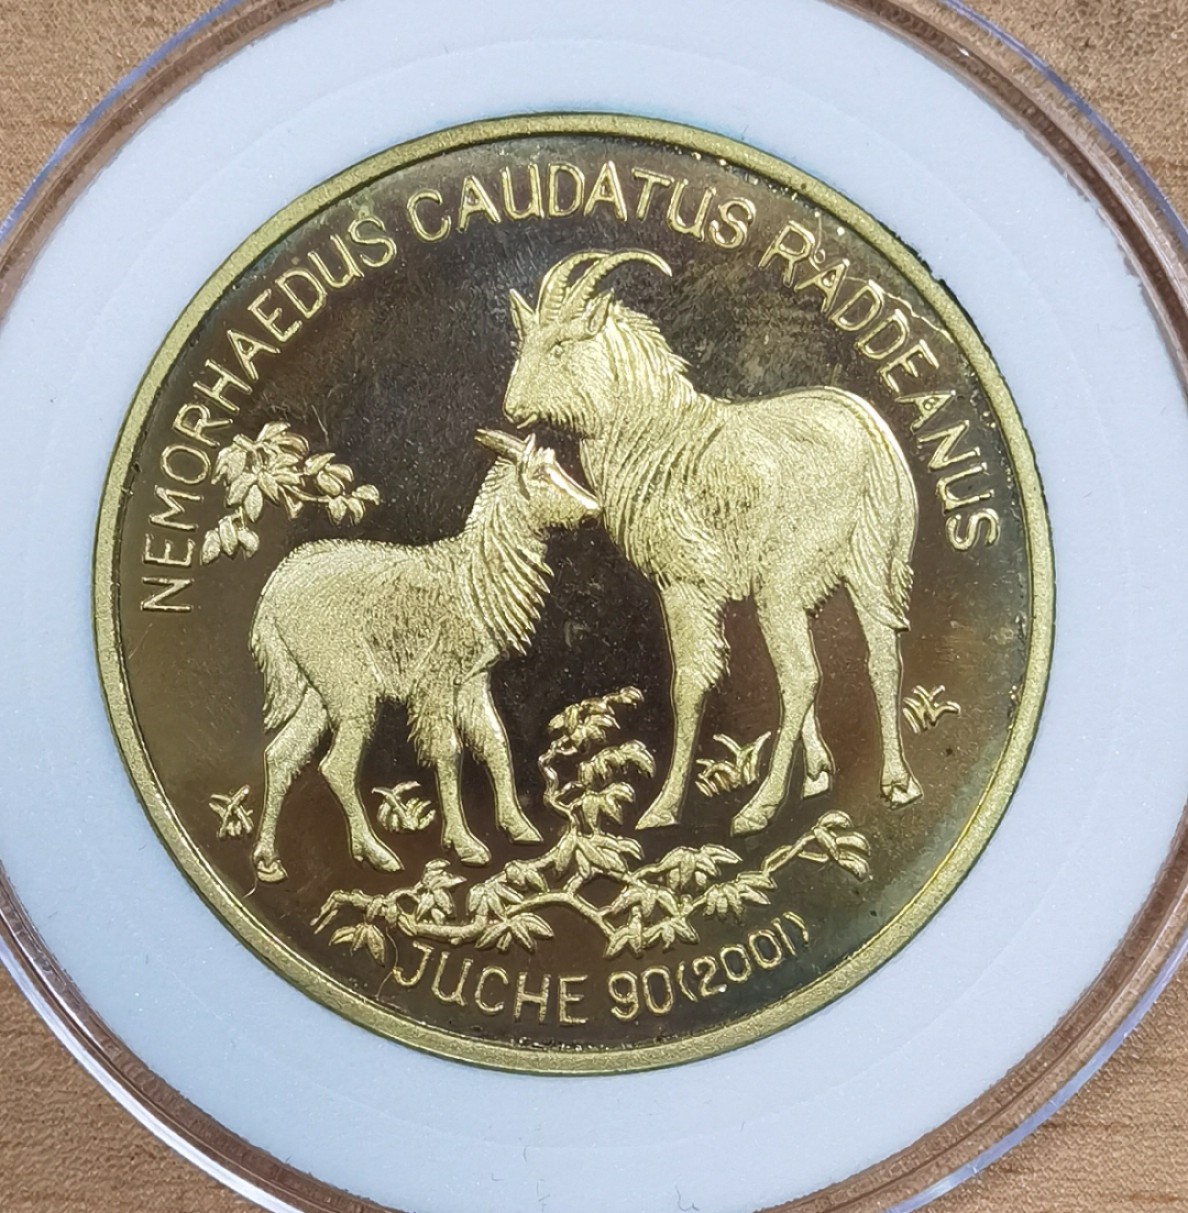 NEMORHAEDUS CAUDATUS RADDEANUS
JUCHE 90(2001)